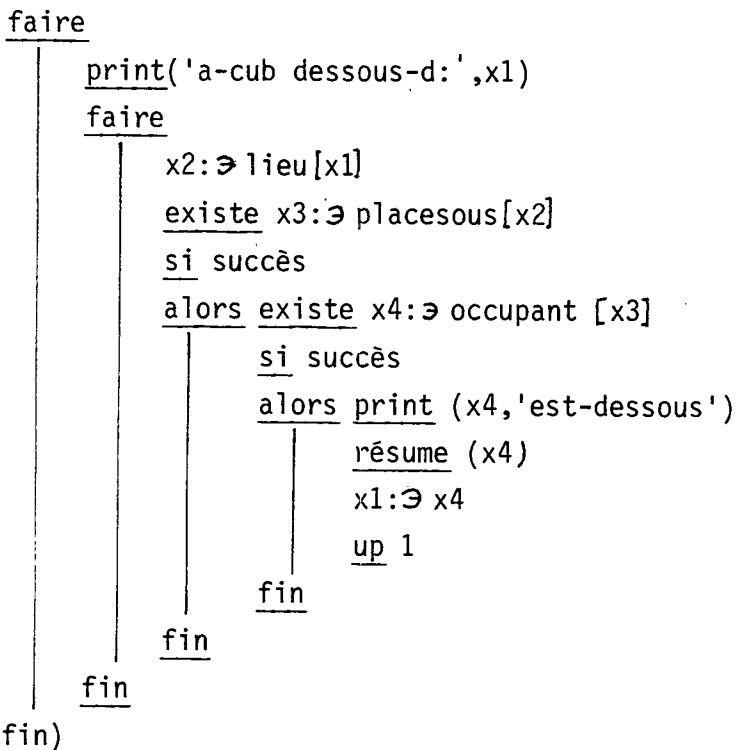 faire
print('a-cub dessous-d:',x1)
faire
x2:∋ lieu[x1]
existe x3:∋ placesous[x2]
si succès
alors existe x4:∋ occupant [x3]
si succès
alors print (x4,'est-dessous')
résume (x4)
x1:∋ x4
up 1
fin
fin
fin
fin)